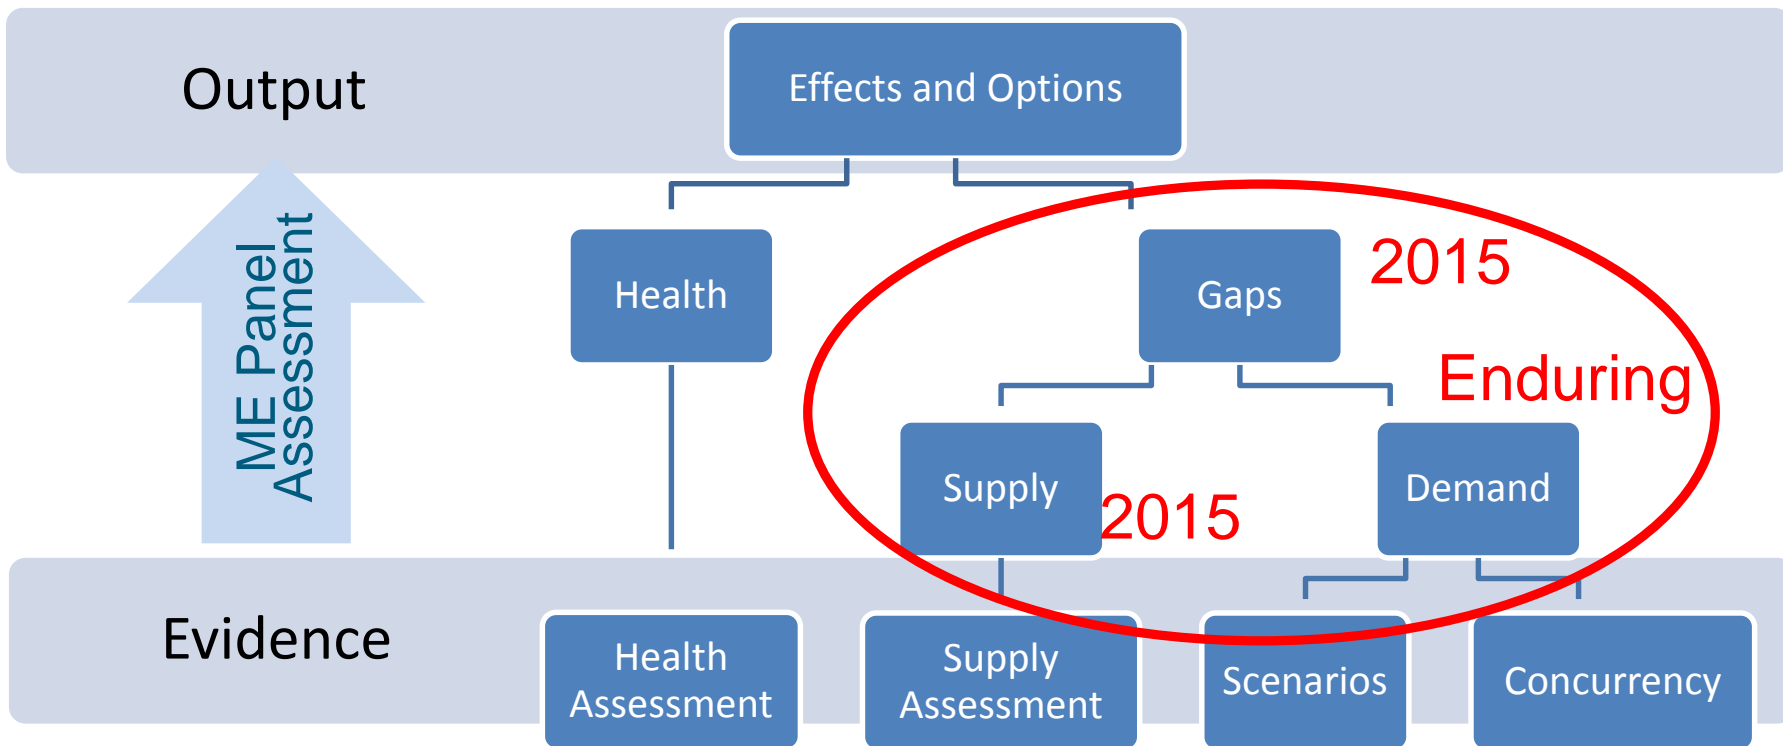 Output
Effects and Options
ME Panel
Assessment
Health
Gaps
2015
Enduring
Supply
2015
Demand
Evidence
Health
Assessment
Supply
Assessment
Scenarios
Concurrency